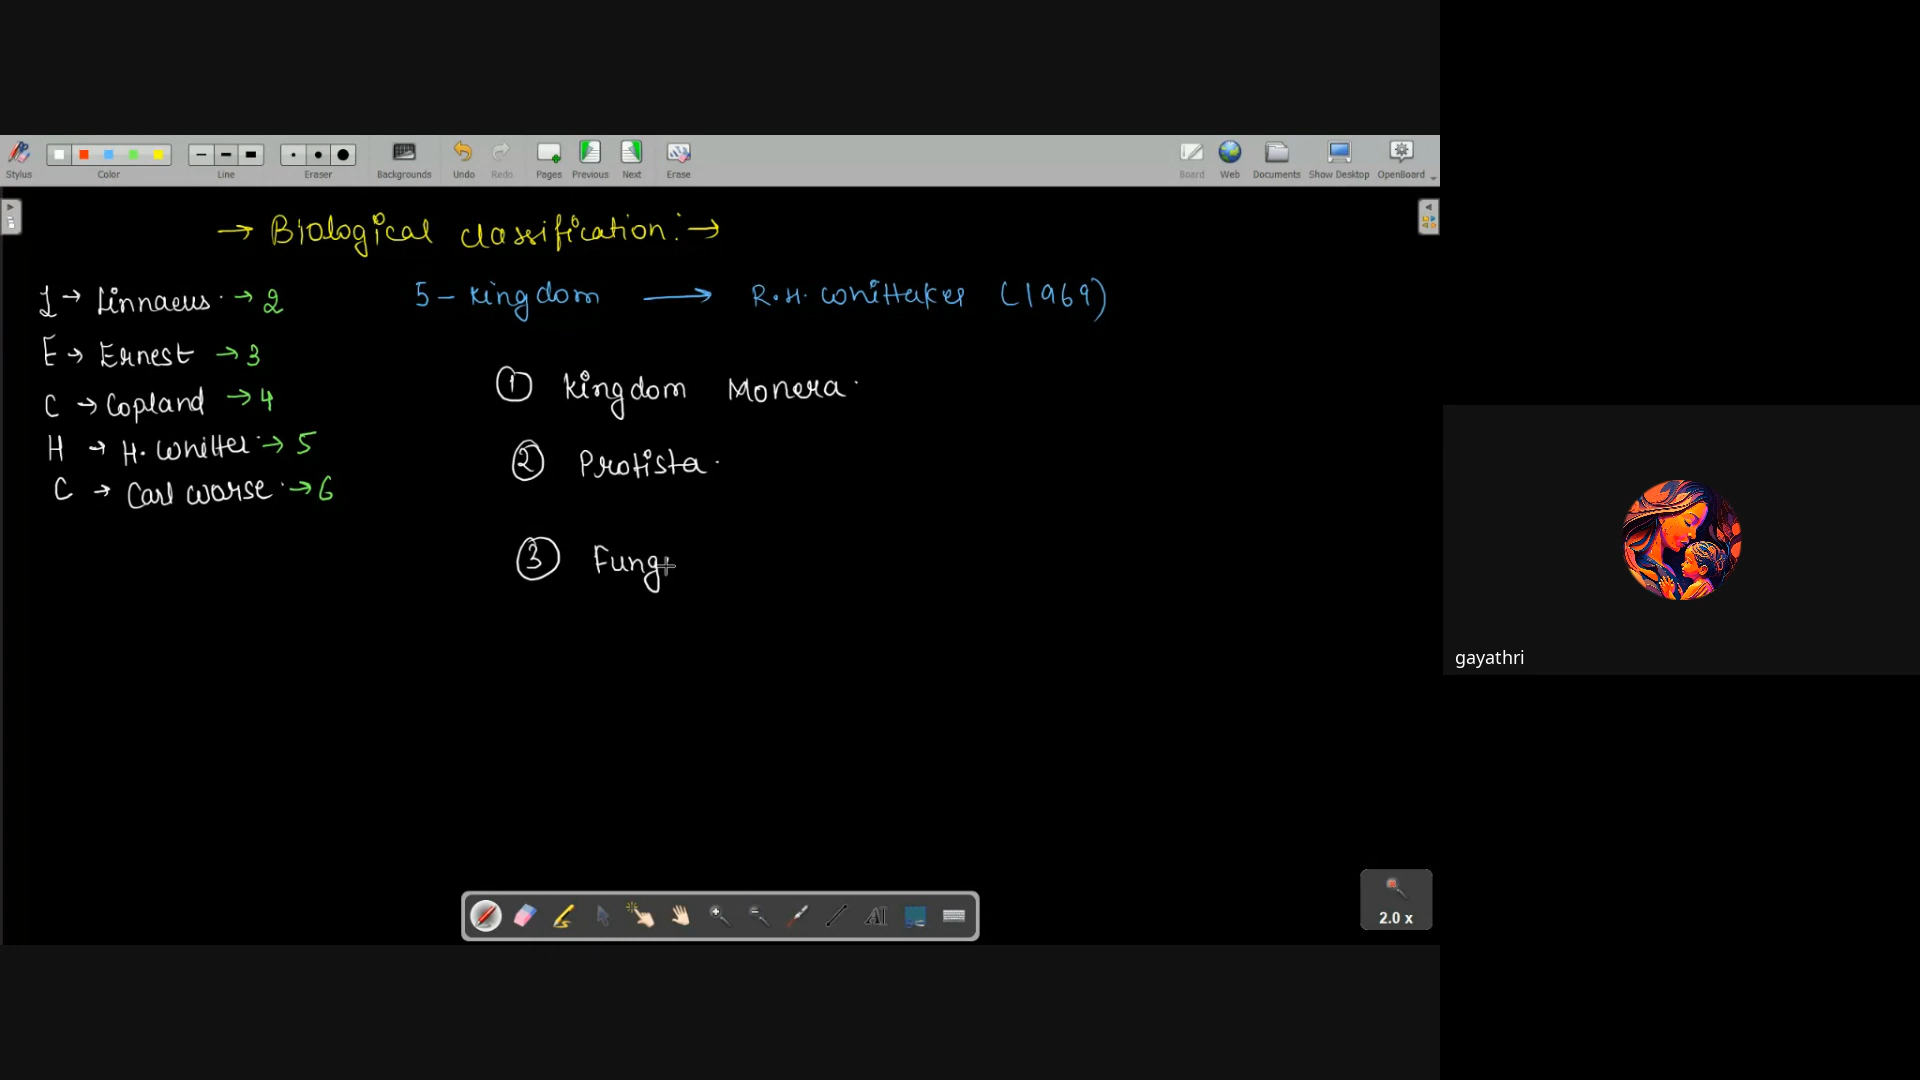 Stylus Color Line Eraser Backgrounds Undo Redo Pages Previous Next Erase Board Web Documents Show Desktop OpenBoard
→ Biological classification :→
L → Linnaeus. → 2
E → Ernest → 3
C → Copland → 4
H → H. Whitter. → 5
C → Carl worse. → 6
5 - kingdom → R.H. Whittaker (1969)
① Kingdom Monera.
② Protista.
③ Fungi
gayathri
2.0 x